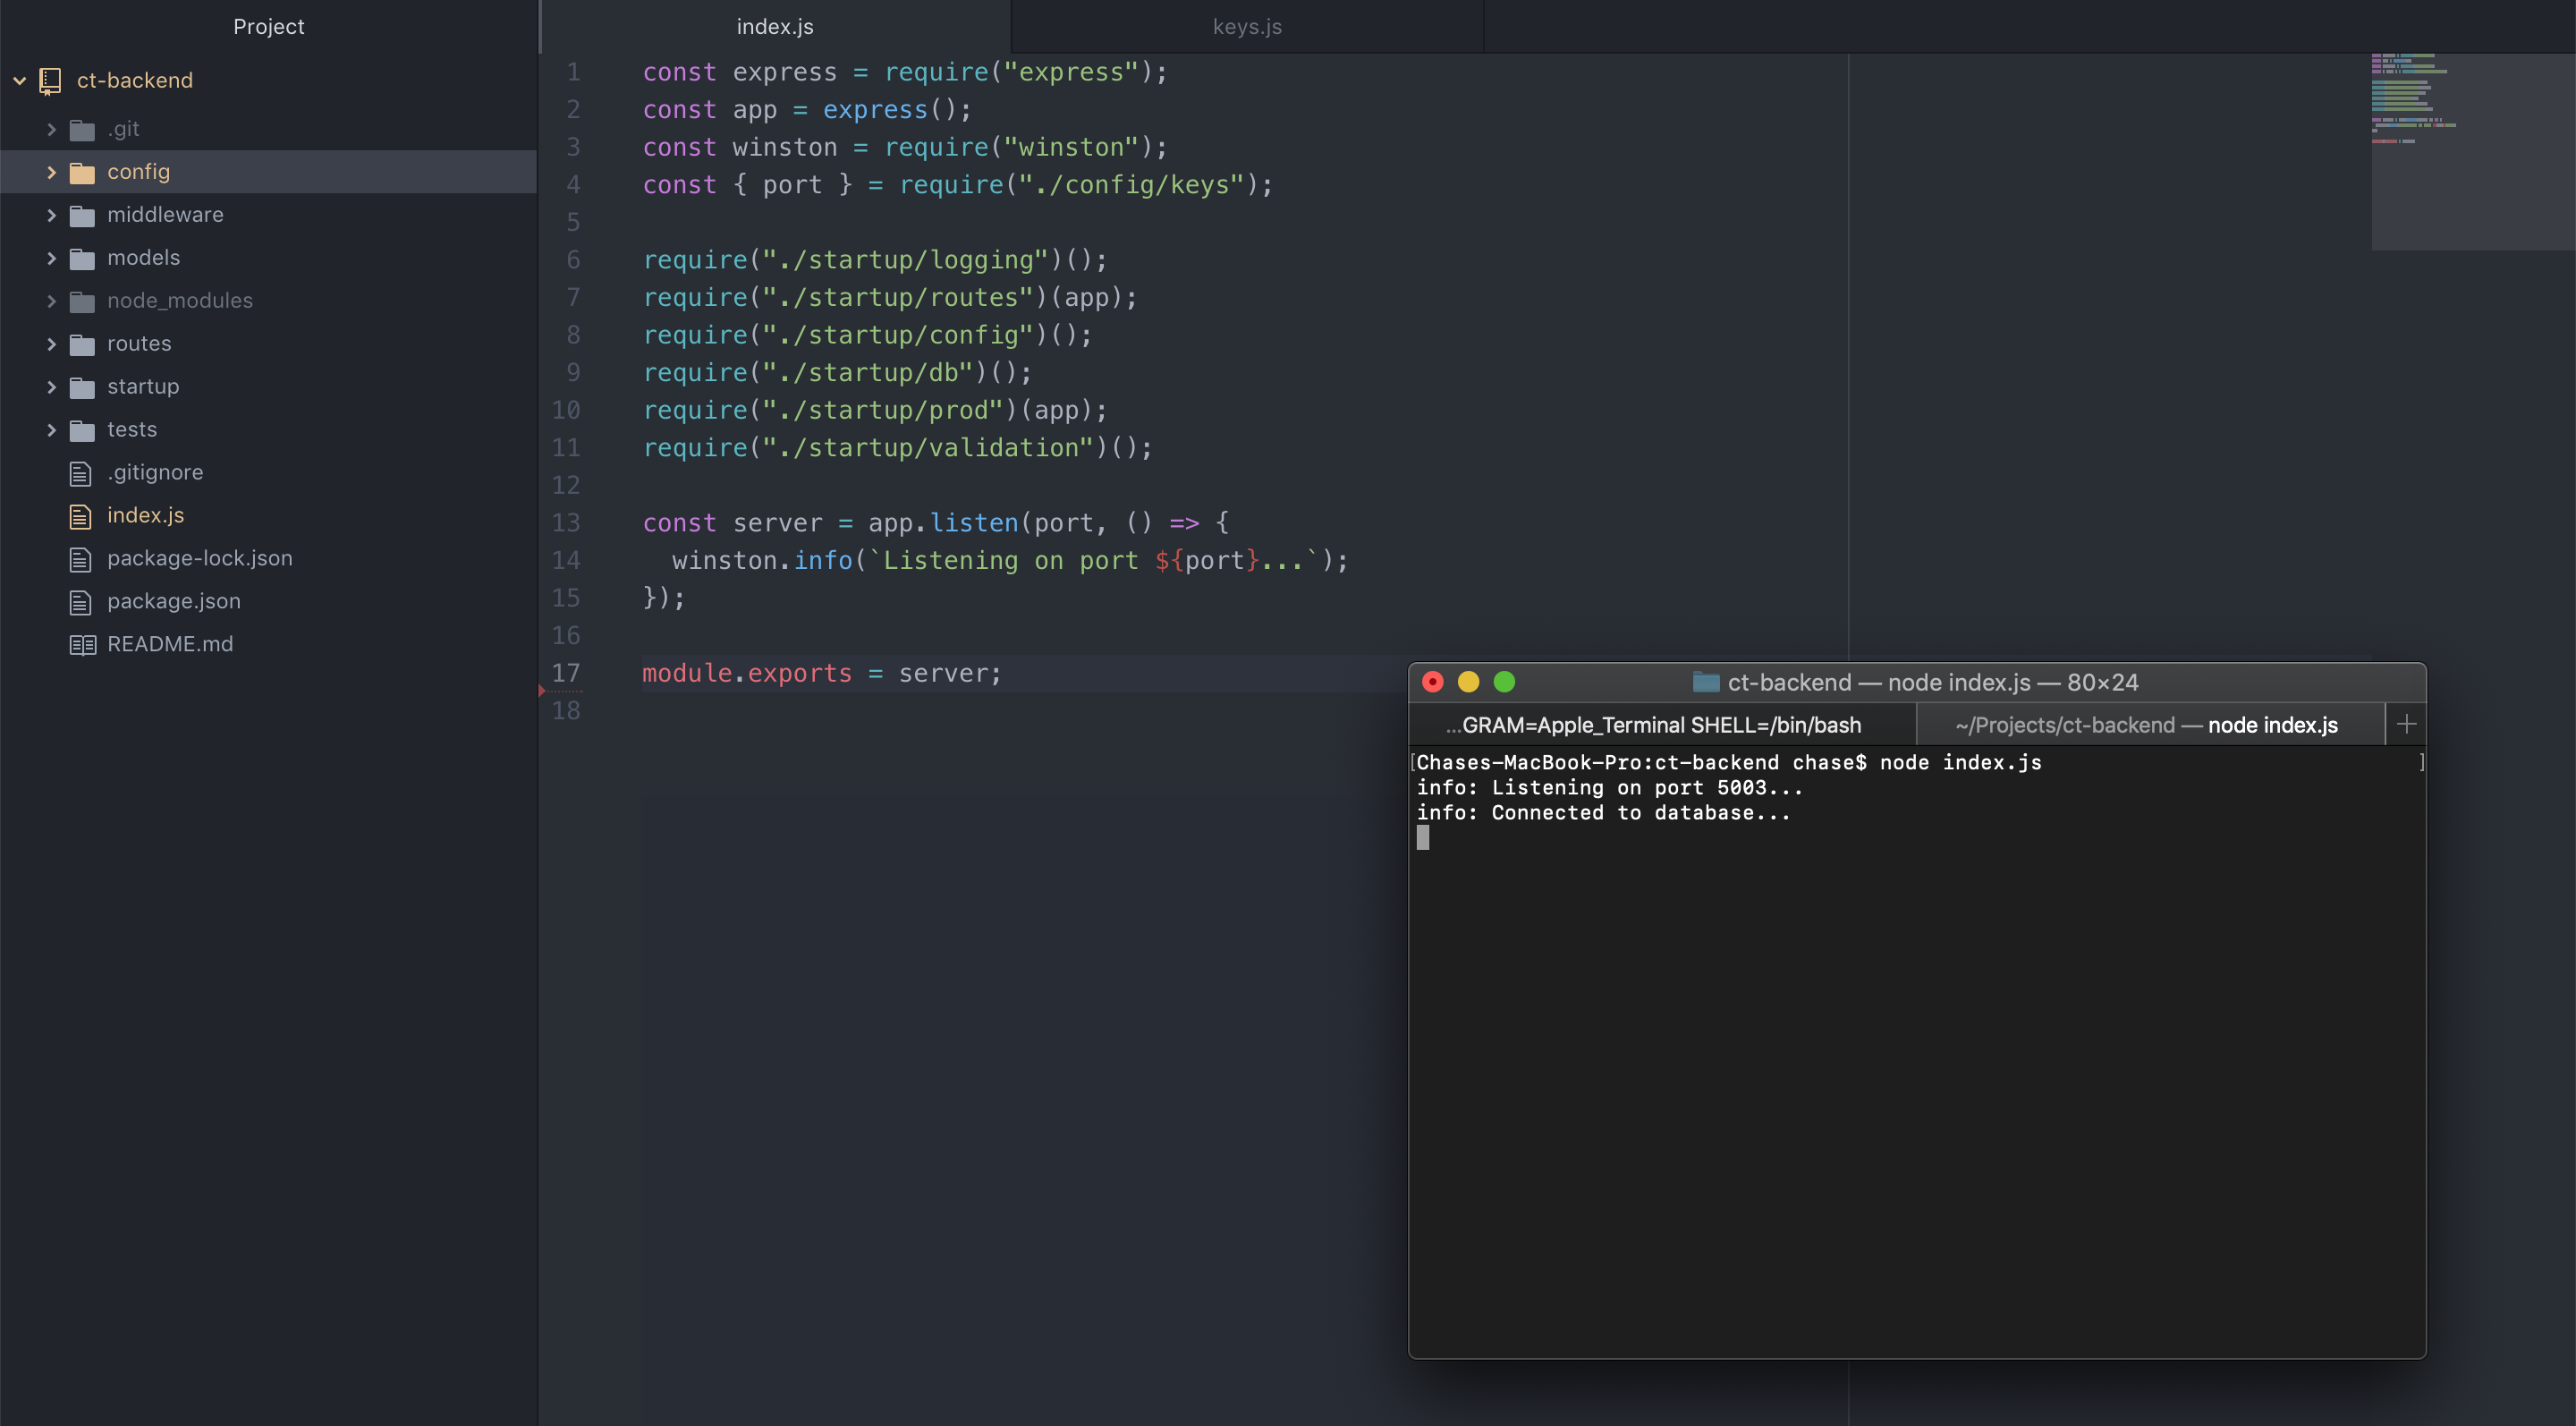 Project
ct-backend
.git
config
middleware
models
node_modules
routes
startup
tests
.gitignore
index.js
package-lock.json
package.json
README.md
index.js
keys.js
1 const express = require("express");
2 const app = express();
3 const winston = require("winston");
4 const { port } = require("./config/keys");
5
6 require("./startup/logging")();
7 require("./startup/routes")(app);
8 require("./startup/config")();
9 require("./startup/db")();
10 require("./startup/prod")(app);
11 require("./startup/validation")();
12
13 const server = app.listen(port, () => {
14   winston.info(`Listening on port ${port}...`);
15 });
16
17 module.exports = server;
18
ct-backend — node index.js — 80×24
...GRAM=Apple_Terminal SHELL=/bin/bash
~/Projects/ct-backend — node index.js
[Chases-MacBook-Pro:ct-backend chase$ node index.js ]
info: Listening on port 5003...
info: Connected to database...